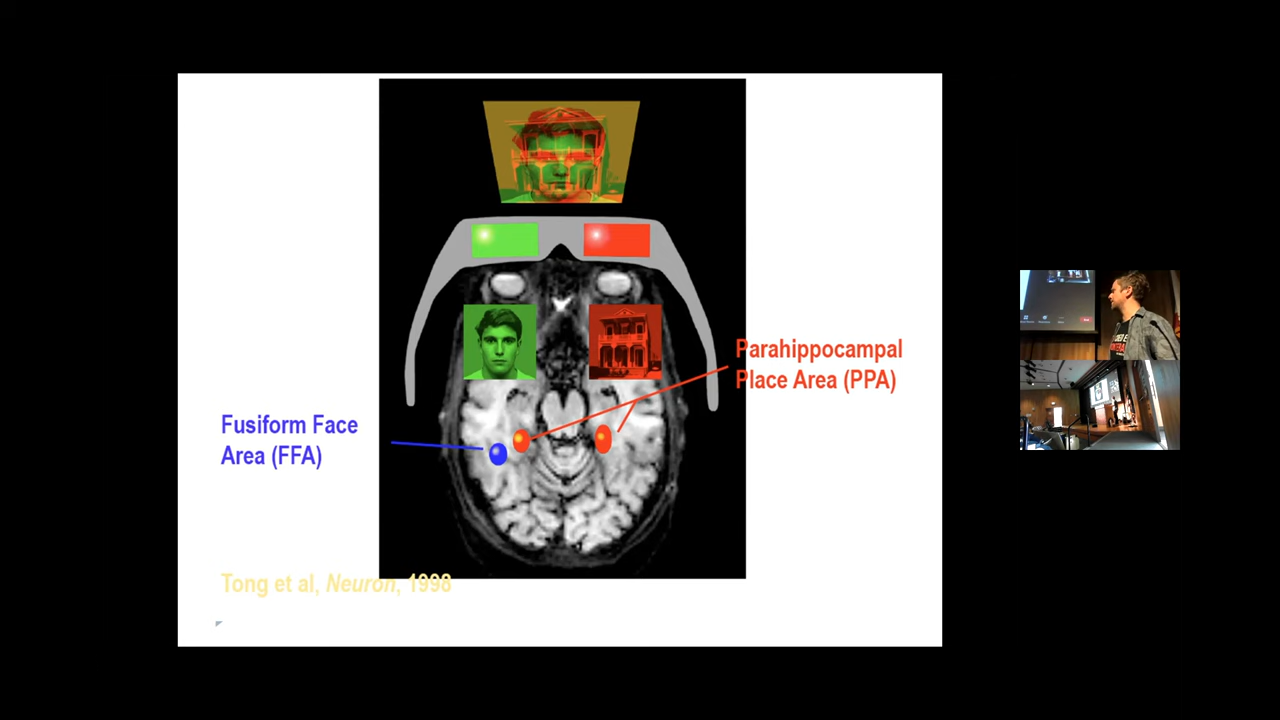 Parahippocampal
Place Area (PPA)
Fusiform Face
Area (FFA)
Tong et al, Neuron, 1998